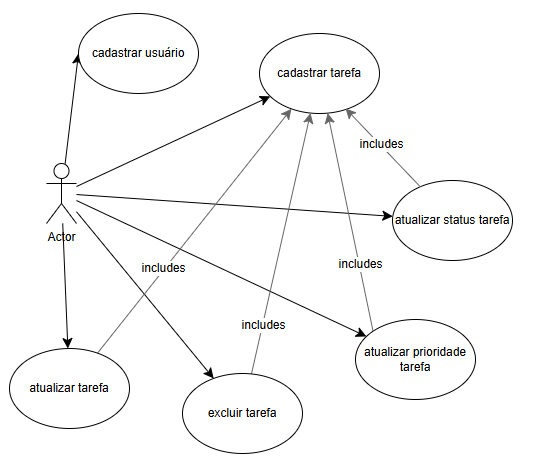 cadastrar usuário
cadastrar tarefa
includes
atualizar status tarefa
Actor
includes
includes
includes
atualizar prioridade
tarefa
atualizar tarefa
excluir tarefa